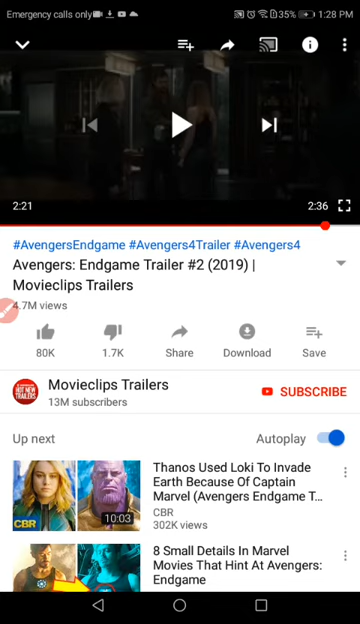 Emergency calls only
35% 1:28 PM
2:21
2:36
#AvengersEndgame #Avengers4Trailer #Avengers4
Avengers: Endgame Trailer #2 (2019) |
Movieclips Trailers
4.7M views
80K
1.7K
Share
Download
Save
HOT NEW
TRAILERS
Movieclips Trailers
13M subscribers
SUBSCRIBE
Up next
Autoplay
CBR
10:03
Thanos Used Loki To Invade
Earth Because Of Captain
Marvel (Avengers Endgame T...
CBR
302K views
8 Small Details In Marvel
Movies That Hint At Avengers:
Endgame